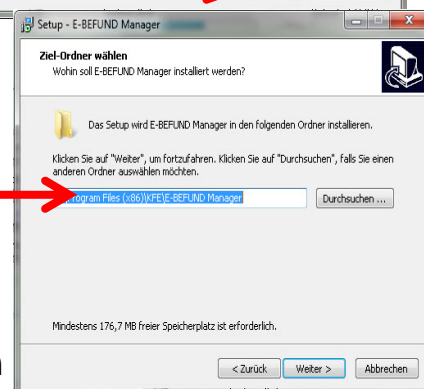 Setup - E-BEFUND Manager
Ziel-Ordner wählen
Wohin soll E-BEFUND Manager installiert werden?
Das Setup wird E-BEFUND Manager in den folgenden Ordner installieren.
Klicken Sie auf "Weiter", um fortzufahren. Klicken Sie auf "Durchsuchen", falls Sie einen
anderen Ordner auswählen möchten.
rogram Files (x86)\KFE\E-BEFUND Manager
Durchsuchen ...
Mindestens 176,7 MB freier Speicherplatz ist erforderlich.
< Zurück
Weiter >
Abbrechen